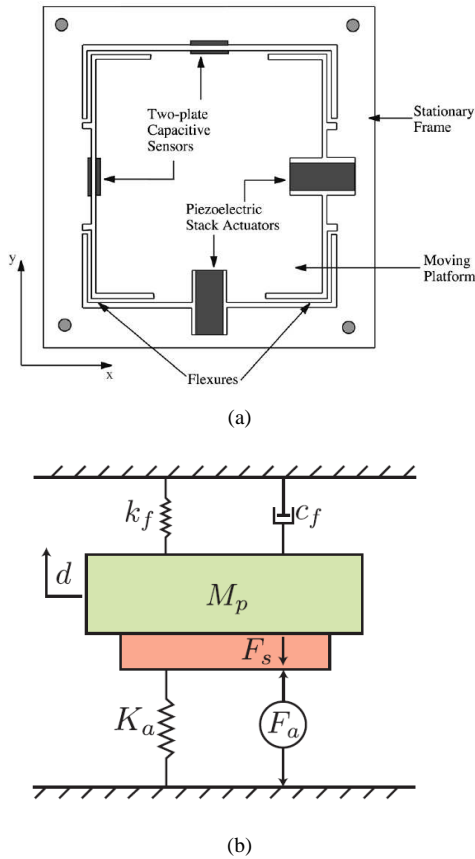 Two-plate
Capacitive
Sensors
Stationary
Frame
Piezoelectric
Stack Actuators
Moving
Platform
y
x
Flexures
(a)
k_f
c_f
d
M_p
F_s
K_a
F_a
(b)